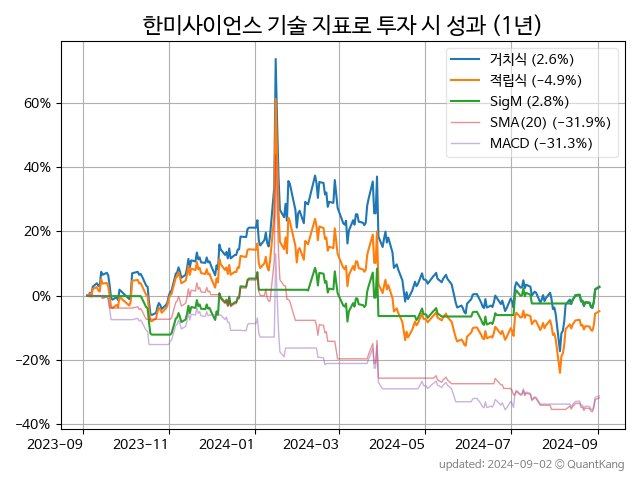 한미사이언스 기술 지표로 투자 시 성과 (1년)
거치식 (2.6%)
적립식 (−4.9%)
SigM (2.8%)
SMA(20) (−31.9%)
MACD (−31.3%)
60%
40%
20%
0%
−20%
−40%
2023-09 2023-11 2024-01 2024-03 2024-05 2024-07 2024-09
updated: 2024-09-02 © QuantKang